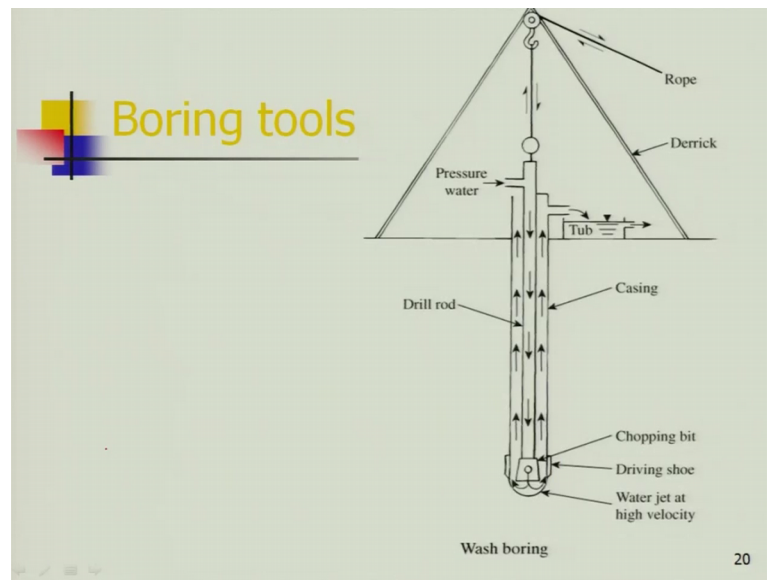 Boring tools
Rope
Derrick
Pressure
water
Tub
Casing
Drill rod
Chopping bit
Driving shoe
Water jet at
high velocity
Wash boring
20